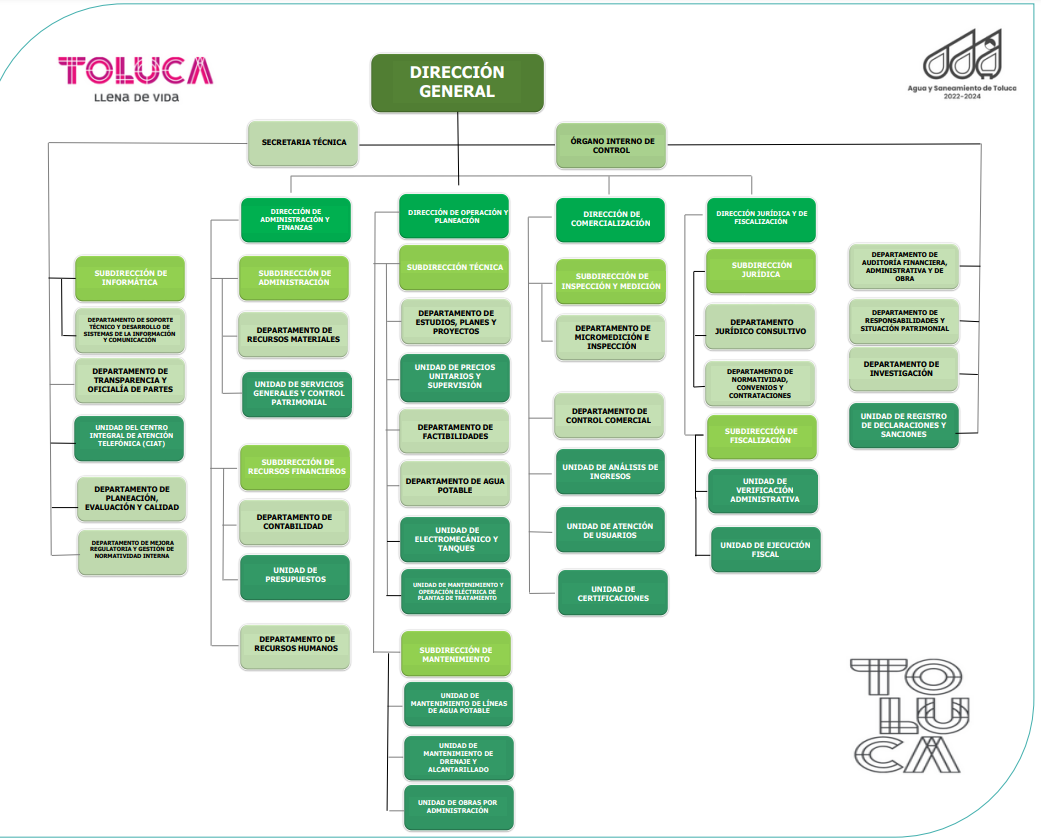 TOLUCA
LLENA DE VIDA
DIRECCIÓN
GENERAL
Agua y Saneamiento de Toluca
2022-2024
SECRETARIA TÉCNICA
ÓRGANO INTERNO DE
CONTROL
SUBDIRECCIÓN DE
INFORMÁTICA
DEPARTAMENTO DE SOPORTE
TÉCNICO Y DESARROLLO DE
SISTEMAS DE LA INFORMACIÓN
Y COMUNICACIÓN
DEPARTAMENTO DE
TRANSPARENCIA Y
OFICIALÍA DE PARTES
UNIDAD DEL CENTRO
INTEGRAL DE ATENCIÓN
TELEFÓNICA (CIAT)
DEPARTAMENTO DE
PLANEACIÓN,
EVALUACIÓN Y CALIDAD
DEPARTAMENTO DE MEJORA
REGULATORIA Y GESTIÓN DE
NORMATIVIDAD INTERNA
DIRECCIÓN DE
ADMINISTRACIÓN Y
FINANZAS
SUBDIRECCIÓN DE
ADMINISTRACIÓN
DEPARTAMENTO DE
RECURSOS MATERIALES
UNIDAD DE SERVICIOS
GENERALES Y CONTROL
PATRIMONIAL
SUBDIRECCIÓN DE
RECURSOS FINANCIEROS
DEPARTAMENTO DE
CONTABILIDAD
UNIDAD DE
PRESUPUESTOS
DEPARTAMENTO DE
RECURSOS HUMANOS
DIRECCIÓN DE OPERACIÓN Y
PLANEACIÓN
SUBDIRECCIÓN TÉCNICA
DEPARTAMENTO DE
ESTUDIOS, PLANES Y
PROYECTOS
UNIDAD DE PRECIOS
UNITARIOS Y
SUPERVISIÓN
DEPARTAMENTO DE
FACTIBILIDADES
DEPARTAMENTO DE AGUA
POTABLE
UNIDAD DE
ELECTROMECÁNICO Y
TANQUES
UNIDAD DE MANTENIMIENTO Y
OPERACIÓN ELÉCTRICA DE
PLANTAS DE TRATAMIENTO
SUBDIRECCIÓN DE
MANTENIMIENTO
UNIDAD DE
MANTENIMIENTO DE LÍNEAS
DE AGUA POTABLE
UNIDAD DE
MANTENIMIENTO DE
DRENAJE Y
ALCANTARILLADO
UNIDAD DE OBRAS POR
ADMINISTRACIÓN
DIRECCIÓN DE
COMERCIALIZACIÓN
SUBDIRECCIÓN DE
INSPECCIÓN Y MEDICIÓN
DEPARTAMENTO DE
MICROMEDICIÓN E
INSPECCIÓN
DEPARTAMENTO DE
CONTROL COMERCIAL
UNIDAD DE ANÁLISIS DE
INGRESOS
UNIDAD DE ATENCIÓN
DE USUARIOS
UNIDAD DE
CERTIFICACIONES
DIRECCIÓN JURÍDICA Y DE
FISCALIZACIÓN
SUBDIRECCIÓN
JURÍDICA
DEPARTAMENTO
JURÍDICO CONSULTIVO
DEPARTAMENTO DE
NORMATIVIDAD,
CONVENIOS Y
CONTRATACIONES
SUBDIRECCIÓN DE
FISCALIZACIÓN
UNIDAD DE
VERIFICACIÓN
ADMINISTRATIVA
UNIDAD DE EJECUCIÓN
FISCAL
DEPARTAMENTO DE
AUDITORÍA FINANCIERA,
ADMINISTRATIVA Y DE
OBRA
DEPARTAMENTO DE
RESPONSABILIDADES Y
SITUACIÓN PATRIMONIAL
DEPARTAMENTO DE
INVESTIGACIÓN
UNIDAD DE REGISTRO
DE DECLARACIONES Y
SANCIONES
TO
LU
CA